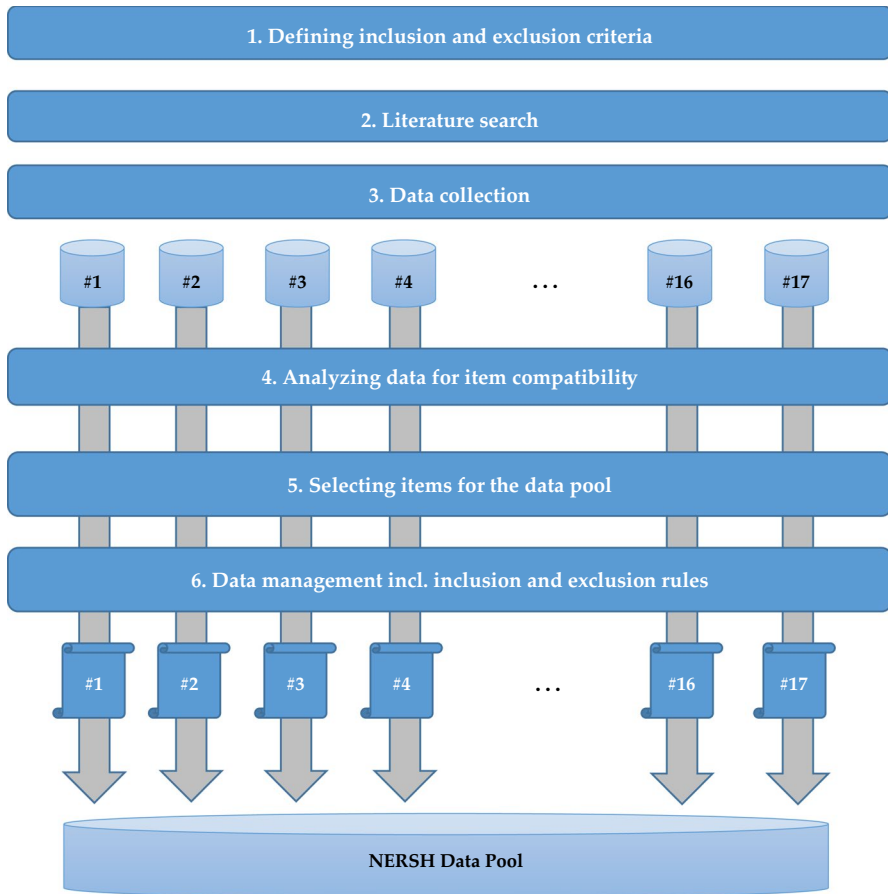 1. Defining inclusion and exclusion criteria
2. Literature search
3. Data collection
#1 #2 #3 #4 ... #16 #17
4. Analyzing data for item compatibility
5. Selecting items for the data pool
6. Data management incl. inclusion and exclusion rules
#1 #2 #3 #4 ... #16 #17
NERSH Data Pool